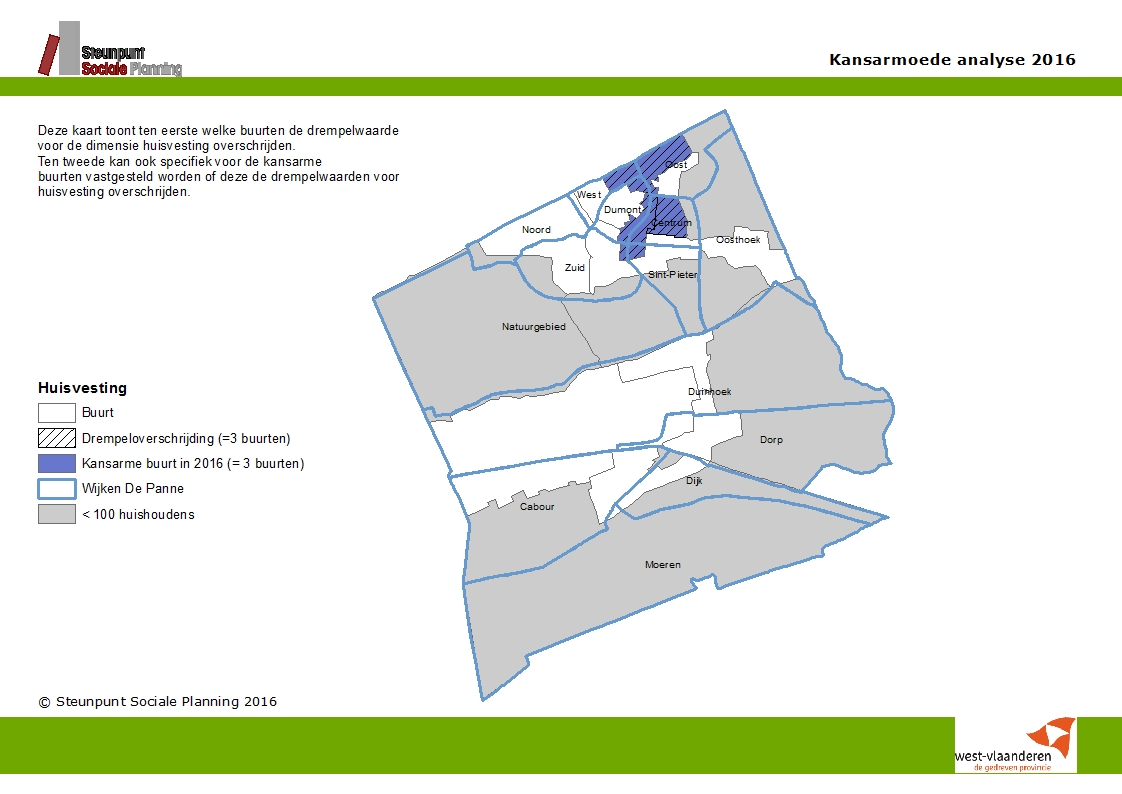 Steunpunt
Sociale Planning
Kansarmoede analyse 2016
Deze kaart toont ten eerste welke buurten de drempelwaarde
voor de dimensie huisvesting overschrijden.
Ten tweede kan ook specifiek voor de kansarme
buurten vastgesteld worden of deze de drempelwaarden voor
huisvesting overschrijden.
Oost
West
Dumont
Centrum
Noord
Oosthoek
Zuid
Sint-Pieter
Natuurgebied
Duinhoek
Dorp
Dijk
Cabour
Moeren
Huisvesting
Buurt
Drempeloverschrijding (=3 buurten)
Kansarme buurt in 2016 (= 3 buurten)
Wijken De Panne
< 100 huishoudens
© Steunpunt Sociale Planning 2016
west-vlaanderen
de gedreven provincie